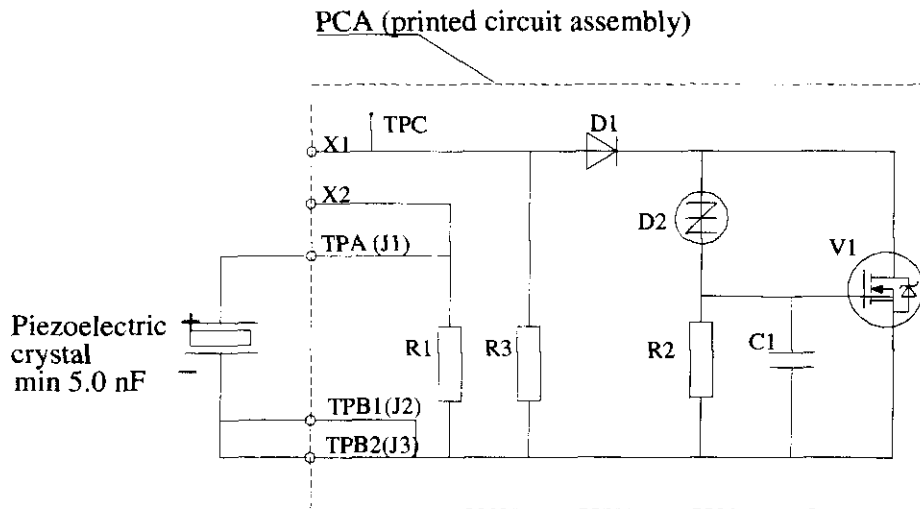 PCA (printed circuit assembly)
TPC
D1
X1
X2
D2
TPA (J1)
V1
Piezoelectric
crystal
min 5.0 nF
+
−
R1
R3
R2
C1
TPB1(J2)
TPB2(J3)